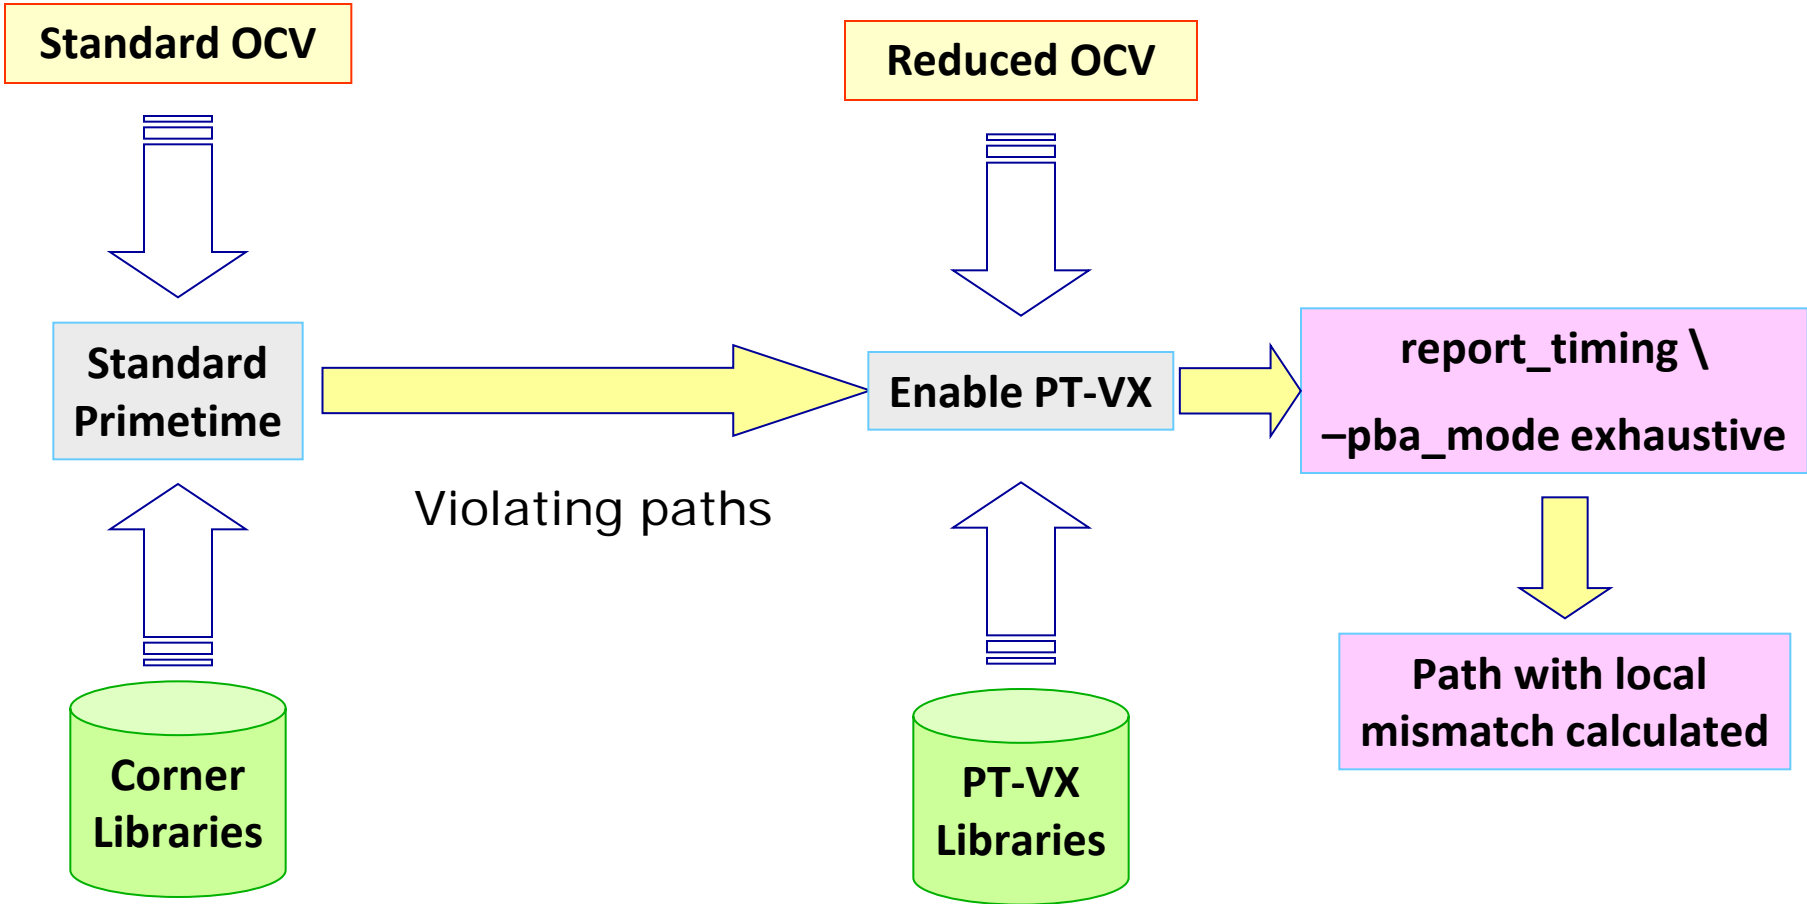 Standard OCV
Reduced OCV
Standard
Primetime
Violating paths
Enable PT-VX
report_timing \
–pba_mode exhaustive
Corner
Libraries
PT-VX
Libraries
Path with local
mismatch calculated